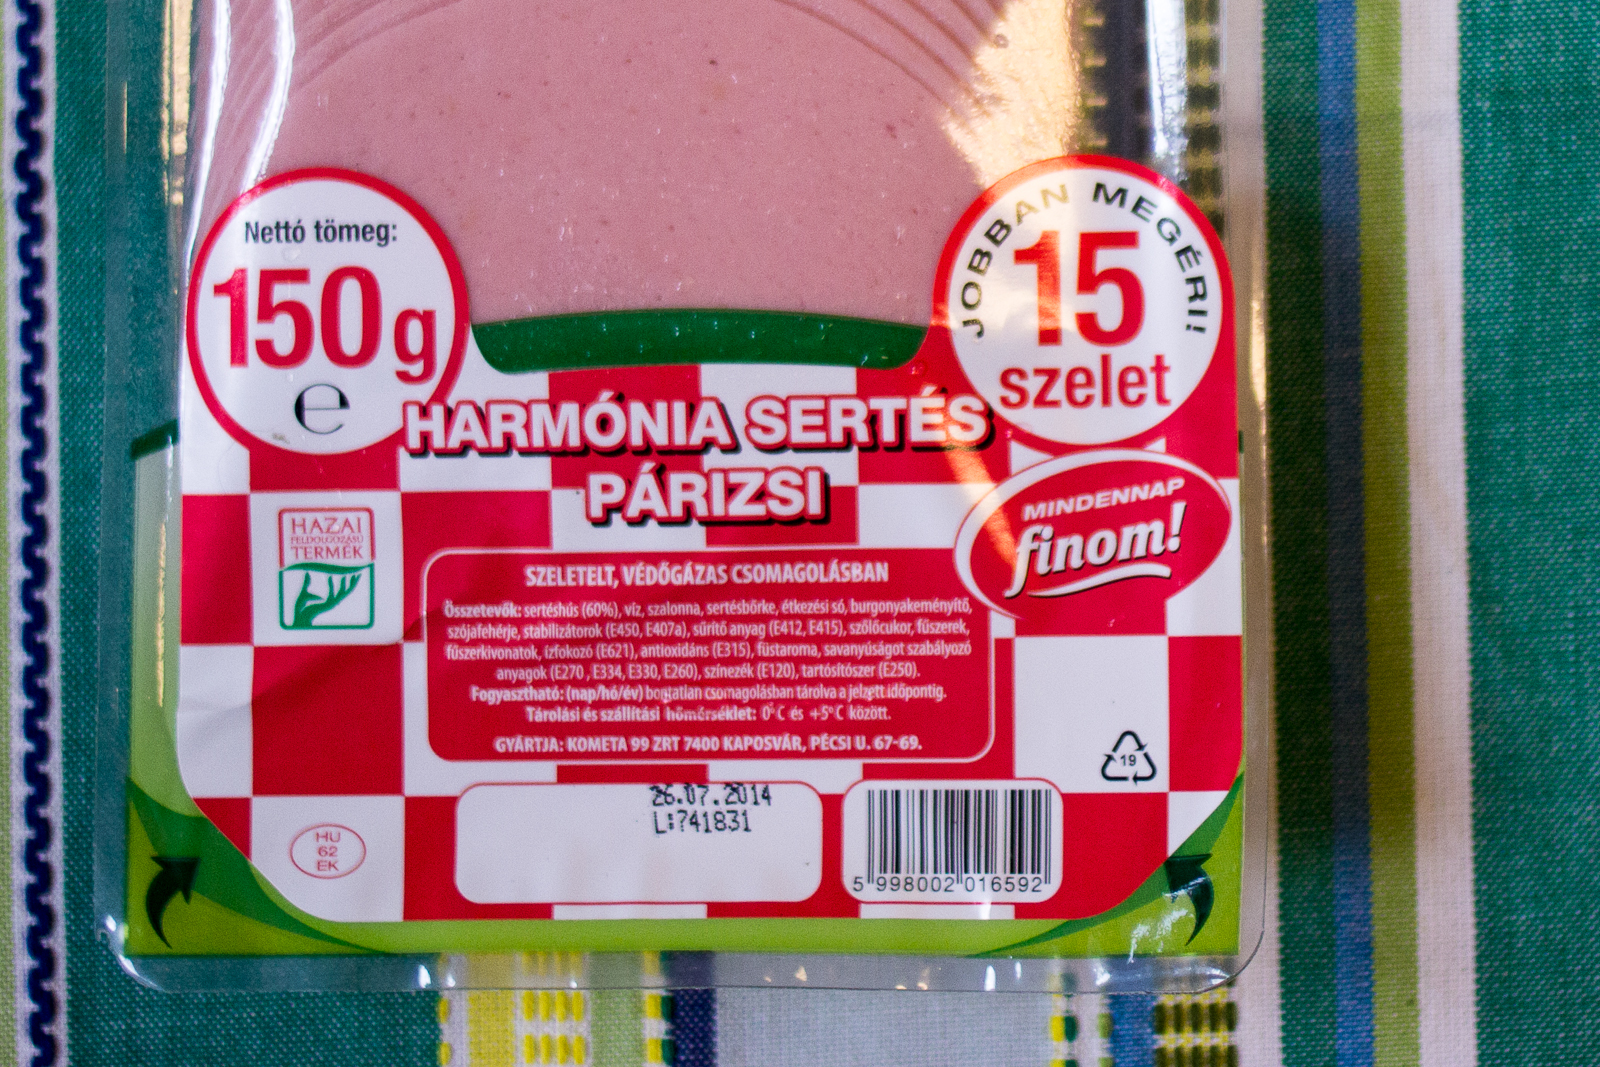 Nettó tömeg:
150 g
e
JOBBAN MEGÉRI!
15
szelet
HARMÓNIA SERTÉS
PÁRIZSI
MINDENNAP
finom!
HAZAI
FELDOLGOZÁSÚ
TERMÉK
SZELETELT, VÉDŐGÁZAS CSOMAGOLÁSBAN
Összetevők: sertéshús (60%), víz, szalonna, sertésbőrke, étkezési só, burgonyakeményítő,
szójafehérje, stabilizátorok (E450, E407a), sűrítő anyag (E412, E415), szőlőcukor, fűszerek,
fűszerkivonatok, ízfokozó (E621), antioxidáns (E315), füstaroma, savanyúságot szabályozó
anyagok (E270, E334, E330, E260), színezék (E120), tartósítószer (E250).
Fogyasztható: (nap/hó/év) bontatlan csomagolásban tárolva a jelzett időpontig.
Tárolási és szállítási hőmérséklet: 0°C és +5°C között.
GYÁRTJA: KOMETA 99 ZRT 7400 KAPOSVÁR, PÉCSI U. 67-69.
19
26.07.2014
L:741831
HU
62
EK
5 998002 016592